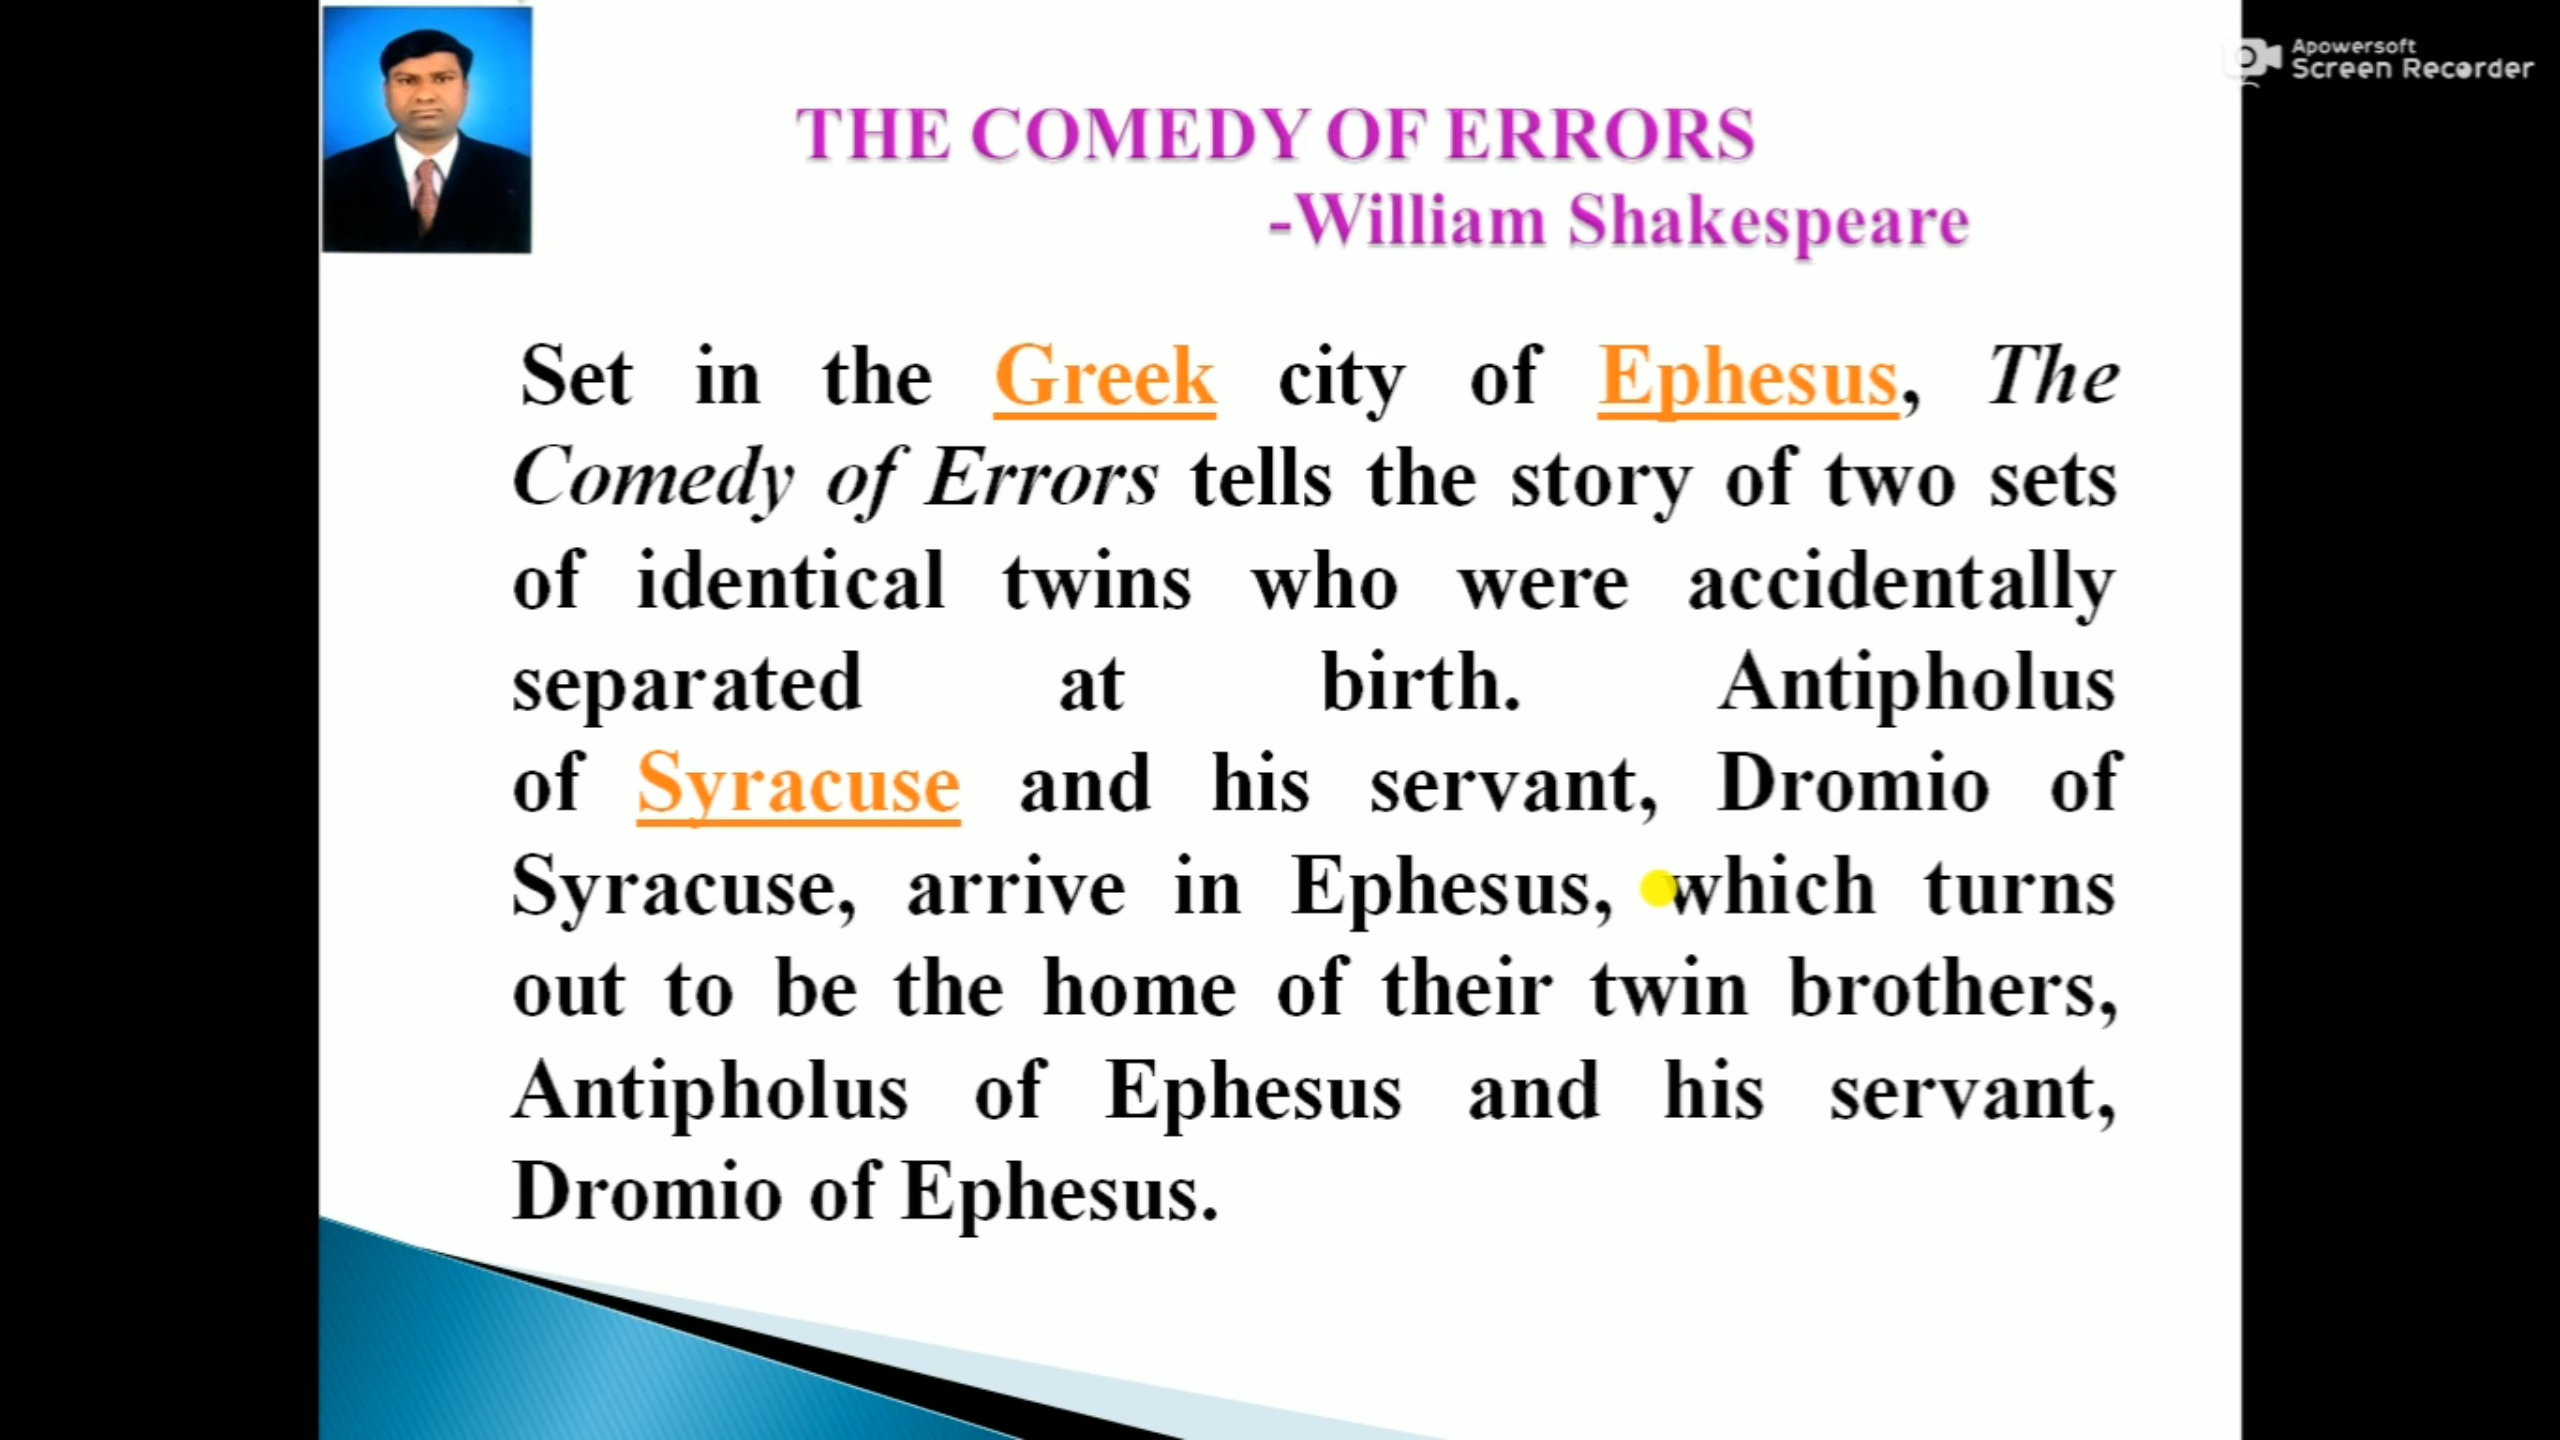 Apowersoft
Screen Recorder
THE COMEDY OF ERRORS
-William Shakespeare
Set in the Greek city of Ephesus, The
Comedy of Errors tells the story of two sets
of identical twins who were accidentally
separated at birth. Antipholus
of Syracuse and his servant, Dromio of
Syracuse, arrive in Ephesus, which turns
out to be the home of their twin brothers,
Antipholus of Ephesus and his servant,
Dromio of Ephesus.